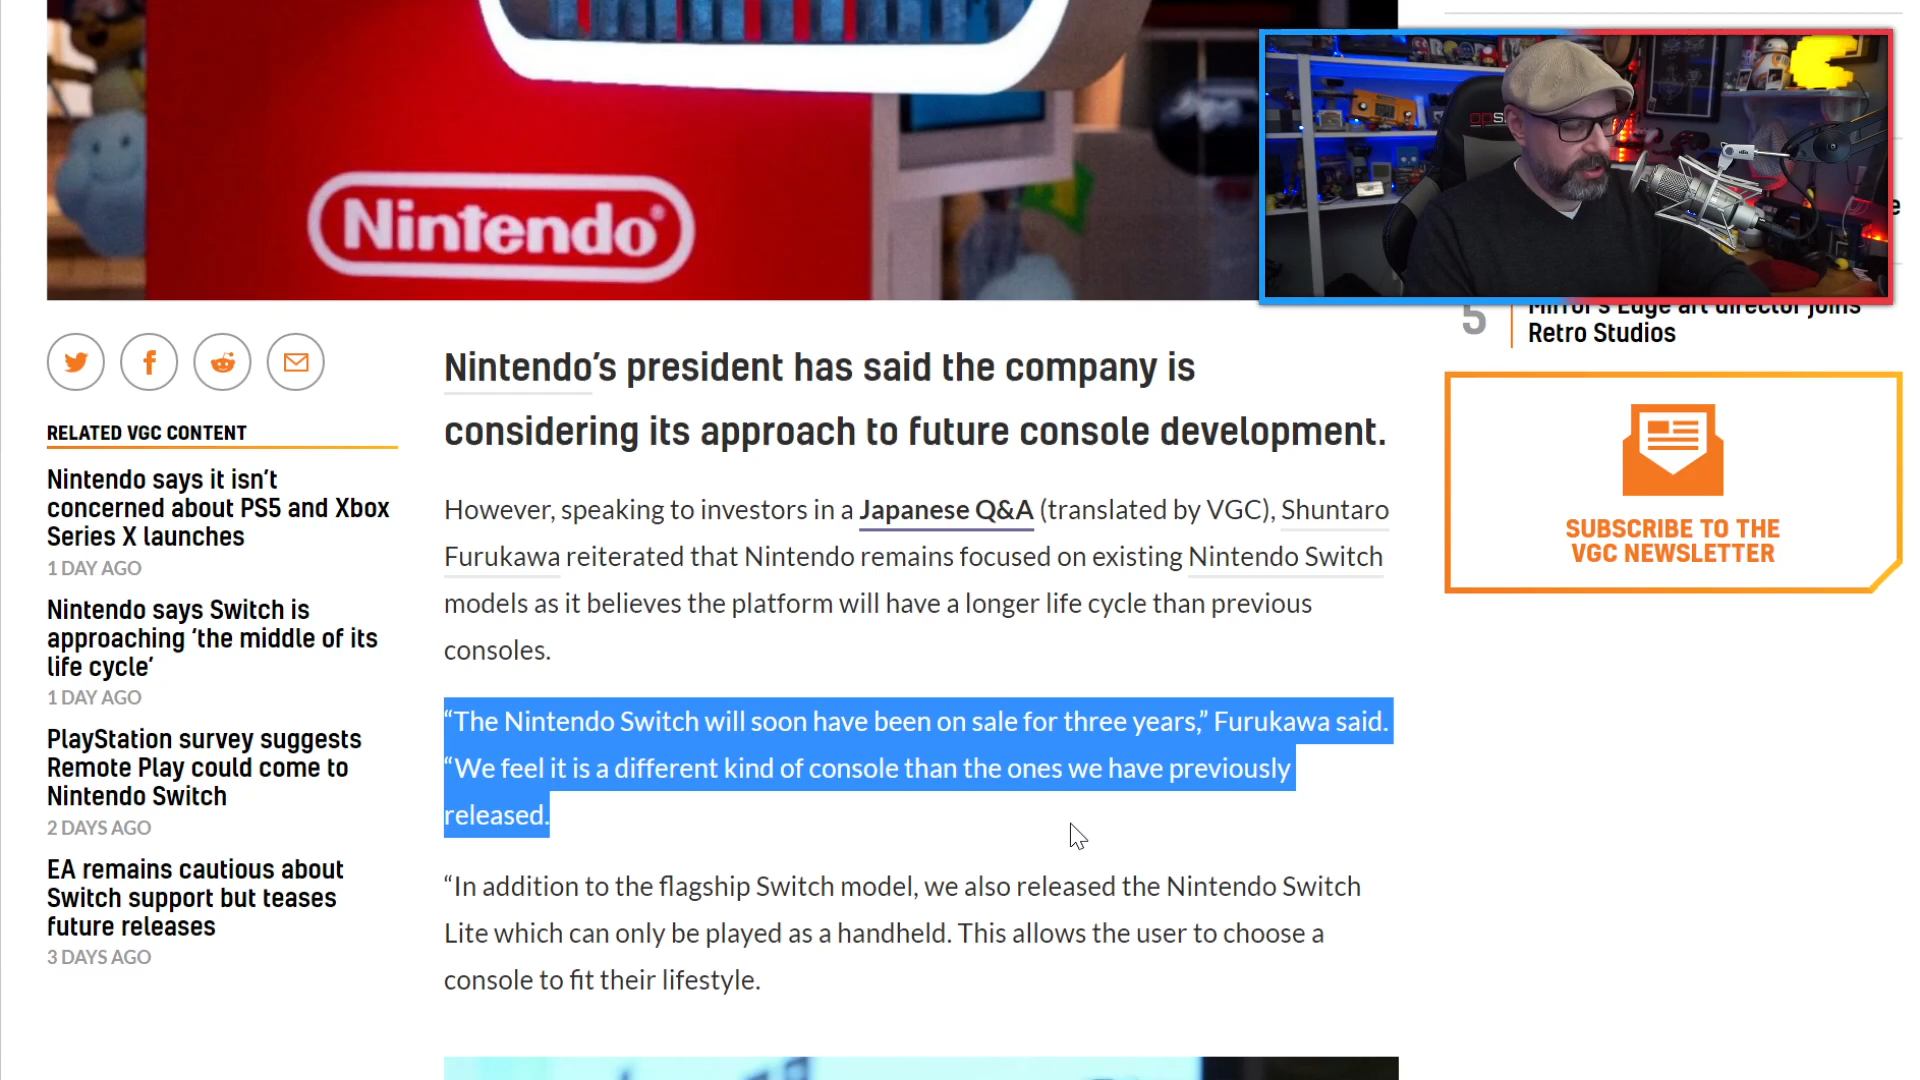 Nintendo®
5
Mirror's Edge art director joins
Retro Studios
RELATED VGC CONTENT
Nintendo says it isn’t
concerned about PS5 and Xbox
Series X launches
1 DAY AGO
Nintendo says Switch is
approaching ‘the middle of its
life cycle’
1 DAY AGO
PlayStation survey suggests
Remote Play could come to
Nintendo Switch
2 DAYS AGO
EA remains cautious about
Switch support but teases
future releases
3 DAYS AGO
Nintendo’s president has said the company is
considering its approach to future console development.
However, speaking to investors in a Japanese Q&A (translated by VGC), Shuntaro
Furukawa reiterated that Nintendo remains focused on existing Nintendo Switch
models as it believes the platform will have a longer life cycle than previous
consoles.
“The Nintendo Switch will soon have been on sale for three years,” Furukawa said.
“We feel it is a different kind of console than the ones we have previously
released.
“In addition to the flagship Switch model, we also released the Nintendo Switch
Lite which can only be played as a handheld. This allows the user to choose a
console to fit their lifestyle.
SUBSCRIBE TO THE
VGC NEWSLETTER